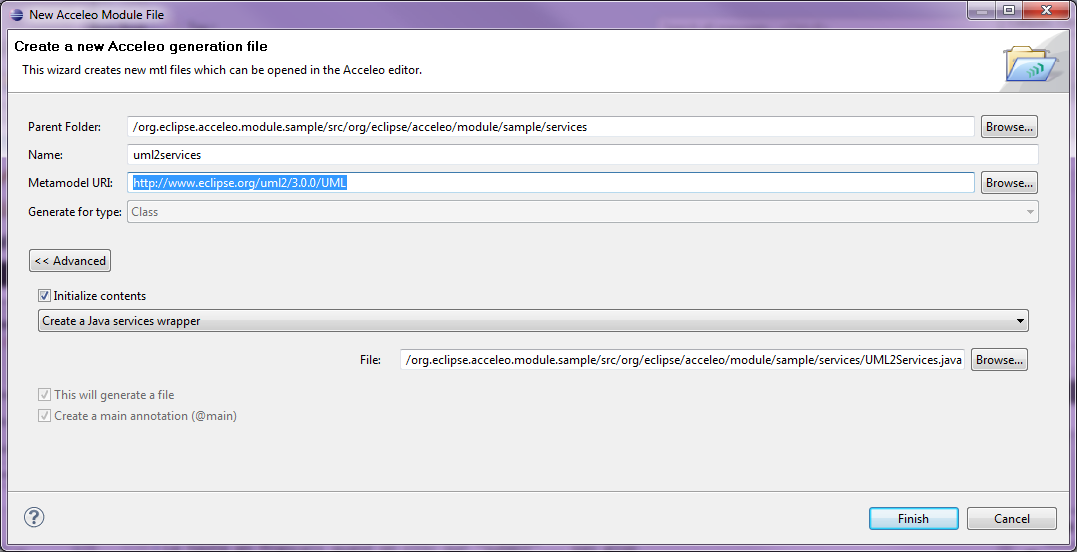 New Acceleo Module File
Create a new Acceleo generation file
This wizard creates new mtl files which can be opened in the Acceleo editor.
Parent Folder: /org.eclipse.acceleo.module.sample/src/org/eclipse/acceleo/module/sample/services Browse...
Name: uml2services
Metamodel URI: http://www.eclipse.org/uml2/3.0.0/UML Browse...
Generate for type: Class
<< Advanced
Initialize contents
Create a Java services wrapper
File: /org.eclipse.acceleo.module.sample/src/org/eclipse/acceleo/module/sample/services/UML2Services.java Browse...
This will generate a file
Create a main annotation (@main)
? Finish Cancel